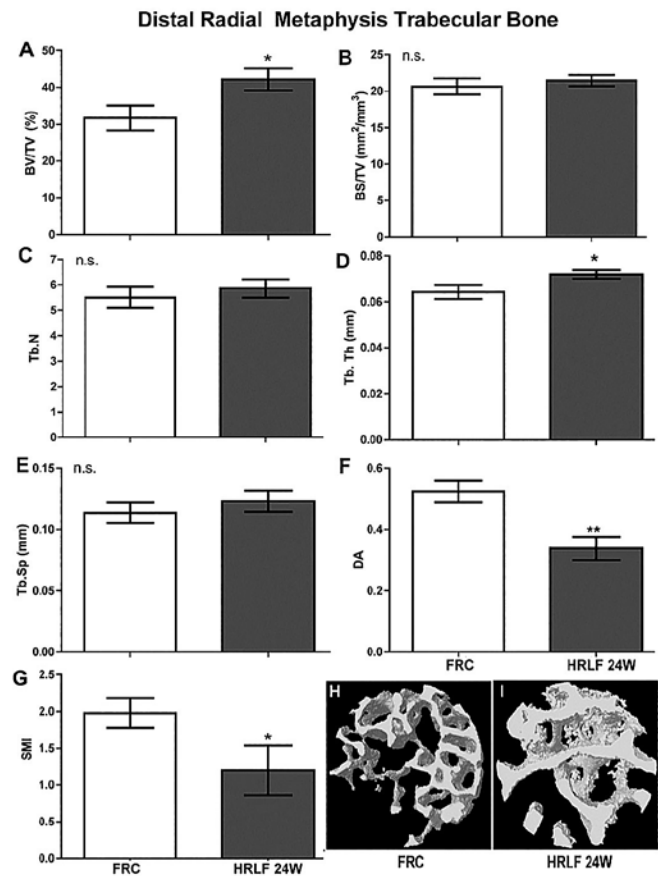 Distal Radial Metaphysis Trabecular Bone
A
BV/TV (%)
50
40
30
20
10
0
*
B
n.s.
BS/TV (mm²/mm³)
25
20
15
10
5
0
C
n.s.
Tb.N
7
6
5
4
3
2
1
0
D
Tb. Th (mm)
0.08
0.06
0.04
0.02
0.00
*
E
n.s.
Tb.Sp (mm)
0.15
0.10
0.05
0.00
F
DA
0.6
0.4
0.2
0.0
**
FRC HRLF 24W
G
SMI
2.5
2.0
1.5
1.0
0.5
0.0
*
FRC HRLF 24W
H
FRC
I
HRLF 24W